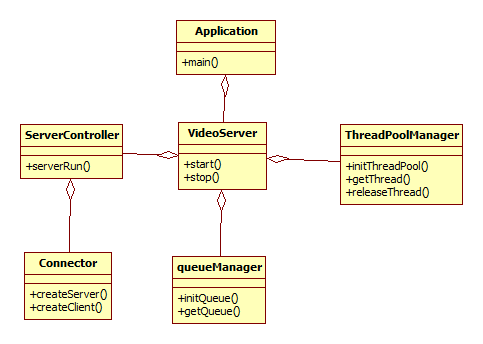 Application
+main()
ServerController
+serverRun()
VideoServer
+start()
+stop()
ThreadPoolManager
+initThreadPool()
+getThread()
+releaseThread()
Connector
+createServer()
+createClient()
queueManager
+initQueue()
+getQueue()